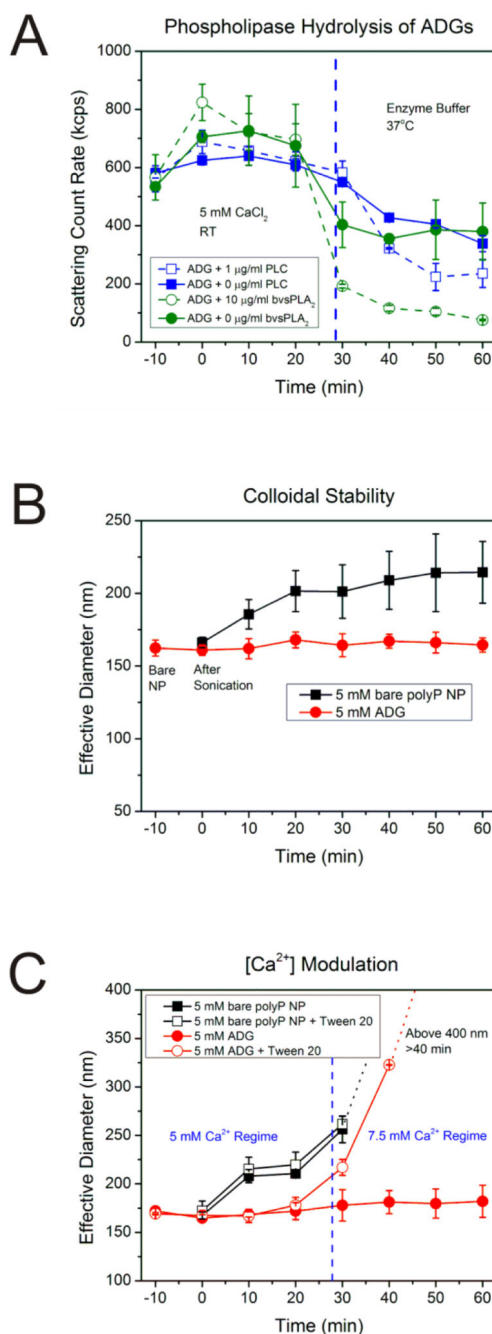 A
Phospholipase Hydrolysis of ADGs
Scattering Count Rate (kcps)
1000
800
600
400
200
0
Enzyme Buffer
37°C
5 mM CaCl₂
RT
ADG + 1 µg/ml PLC
ADG + 0 µg/ml PLC
ADG + 10 µg/ml bvsPLA₂
ADG + 0 µg/ml bvsPLA₂
-10 0 10 20 30 40 50 60
Time (min)
B
Colloidal Stability
Effective Diameter (nm)
250
200
150
100
50
Bare
NP
After
Sonication
5 mM bare polyP NP
5 mM ADG
-10 0 10 20 30 40 50 60
Time (min)
C
[Ca²⁺] Modulation
Effective Diameter (nm)
400
350
300
250
200
150
100
5 mM bare polyP NP
5 mM bare polyP NP + Tween 20
5 mM ADG
5 mM ADG + Tween 20
Above 400 nm
>40 min
5 mM Ca²⁺ Regime
7.5 mM Ca²⁺ Regime
-10 0 10 20 30 40 50 60
Time (min)